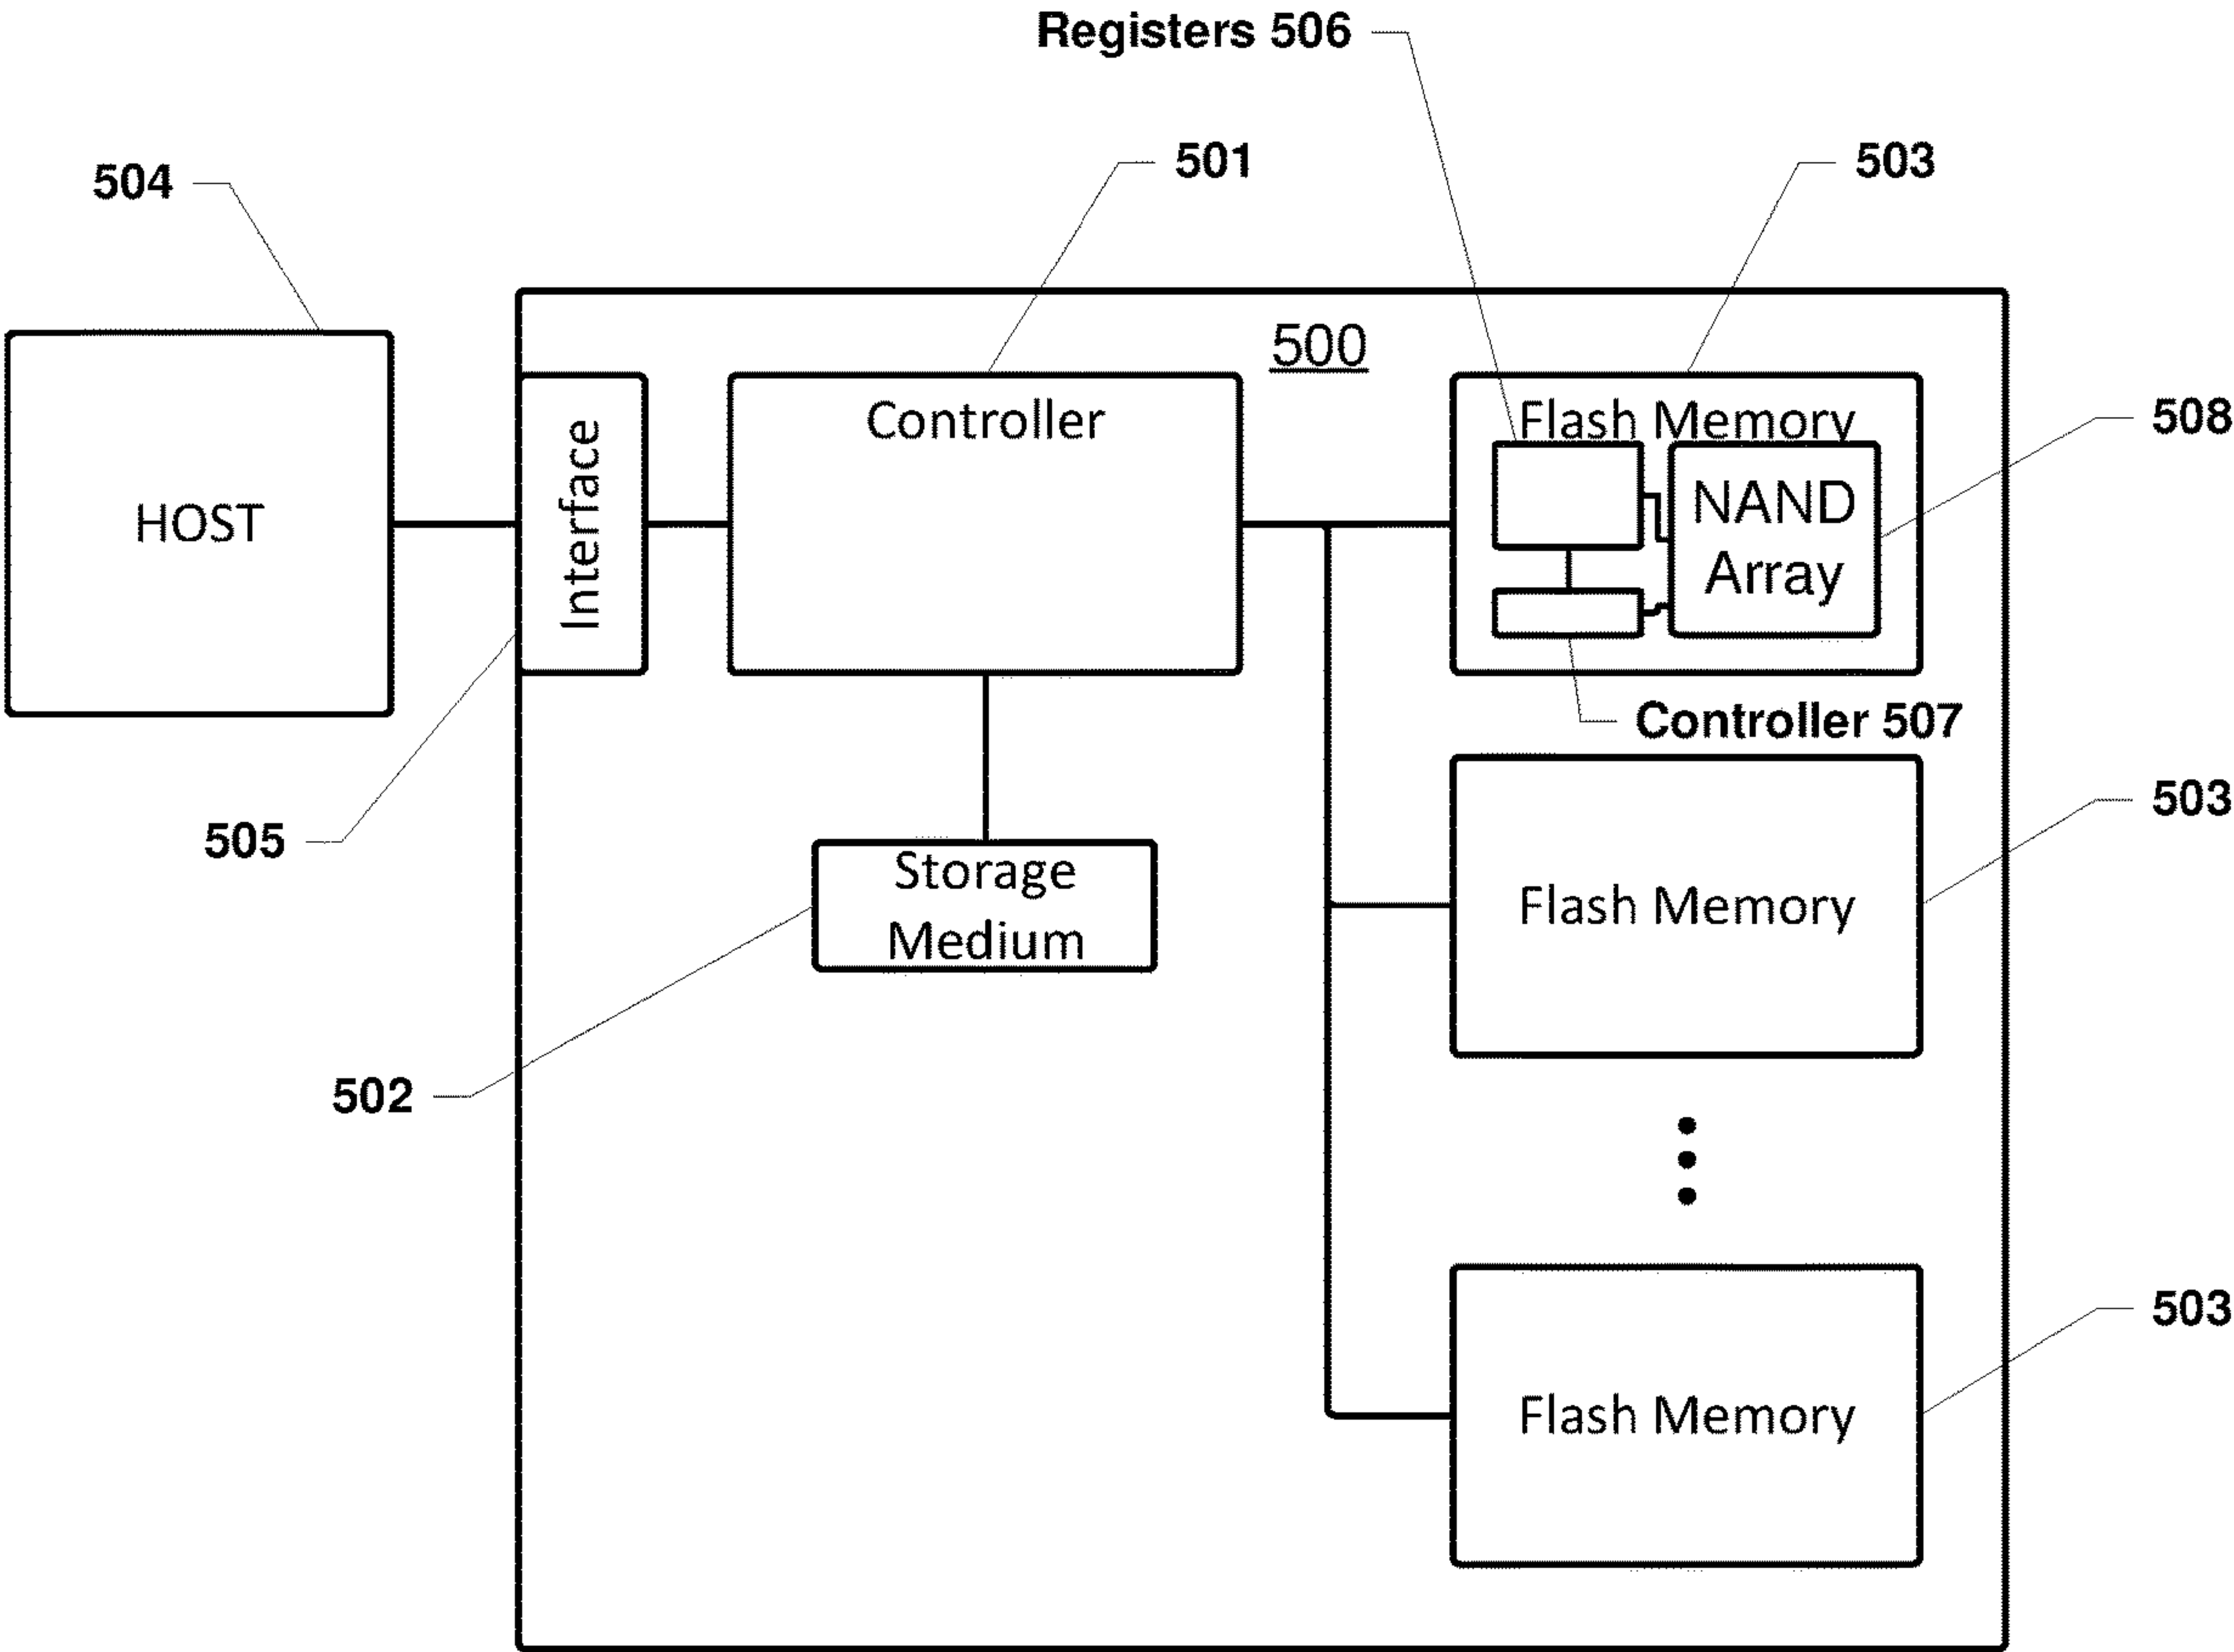 Registers 506
501
503
504
500
508
HOST
Interface
Controller
Flash Memory
NAND
Array
Controller 507
505
Storage
Medium
503
Flash Memory
502
503
Flash Memory